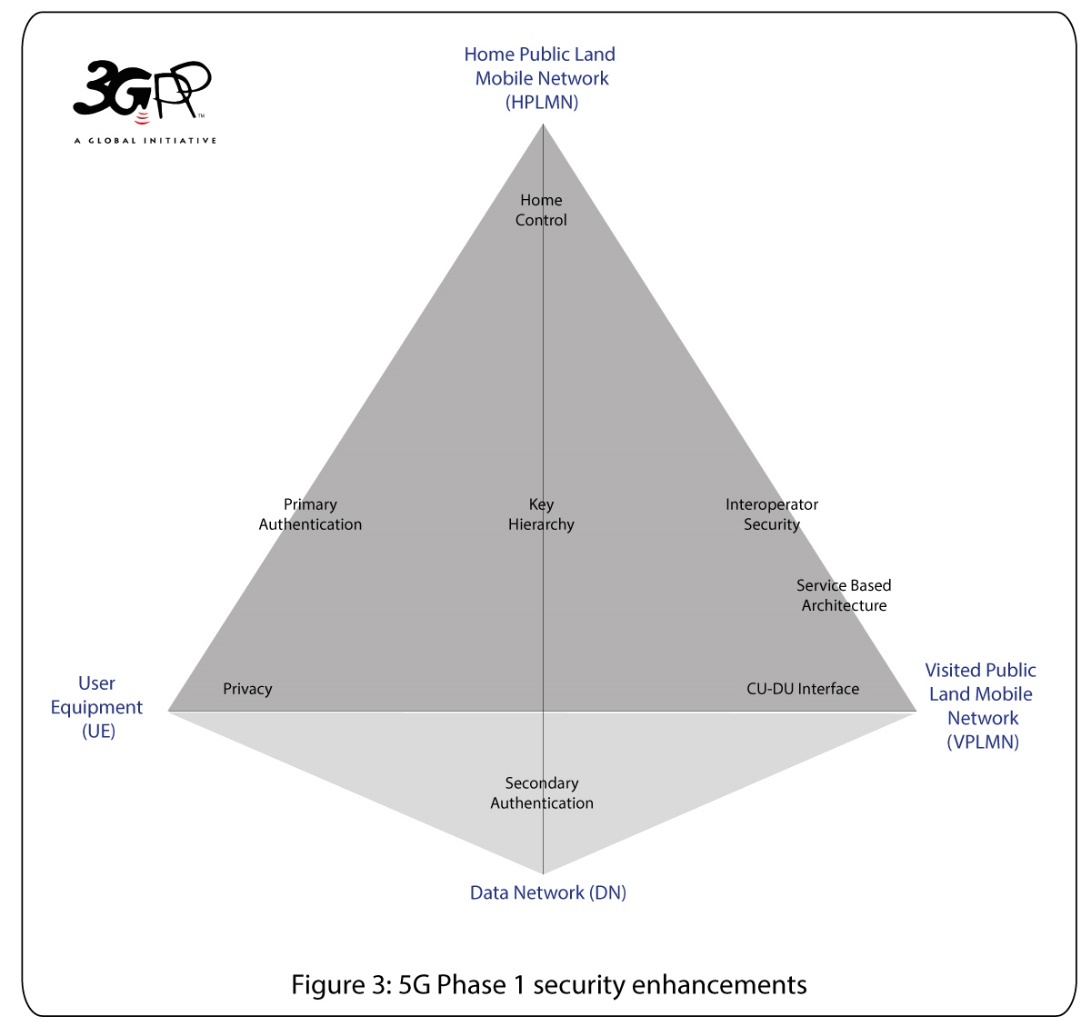 Home Public Land
Mobile Network
(HPLMN)
3GPP™
A GLOBAL INITIATIVE
Home
Control
Primary
Authentication
Key
Hierarchy
Interoperator
Security
Service Based
Architecture
User
Equipment
(UE)
Privacy
CU-DU Interface
Visited Public
Land Mobile
Network
(VPLMN)
Secondary
Authentication
Data Network (DN)
Figure 3: 5G Phase 1 security enhancements